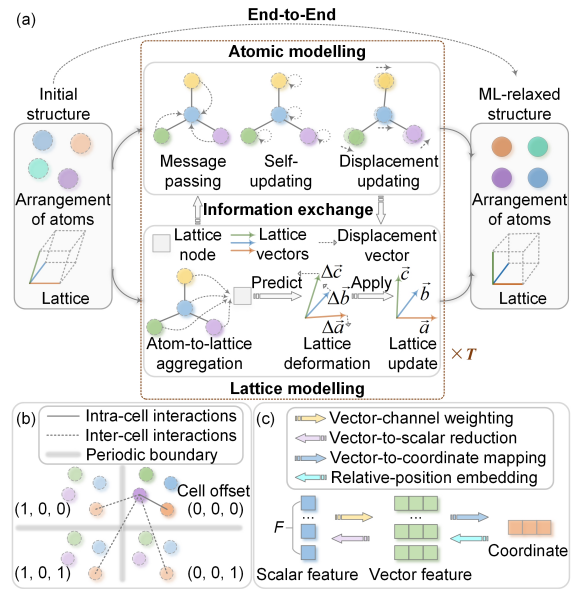 End-to-End
(a)
Atomic modelling
Initial
structure
ML-relaxed
structure
Message
passing
Self-
updating
Displacement
updating
Arrangement
of atoms
Arrangement
of atoms
Information exchange
Lattice
node
Lattice
vectors
Displacement
vector
Predict
Apply
Δc⃗
Δb⃗
Δa⃗
c⃗
b⃗
a⃗
Lattice
Lattice
Atom-to-lattice
aggregation
Lattice
deformation
Lattice
update
× T
Lattice modelling
(b)
Intra-cell interactions
Inter-cell interactions
Periodic boundary
Cell offset
(1, 0, 0)
(0, 0, 0)
(1, 0, 1)
(0, 0, 1)
(c)
Vector-channel weighting
Vector-to-scalar reduction
Vector-to-coordinate mapping
Relative-position embedding
F
...
...
Coordinate
Scalar feature
Vector feature